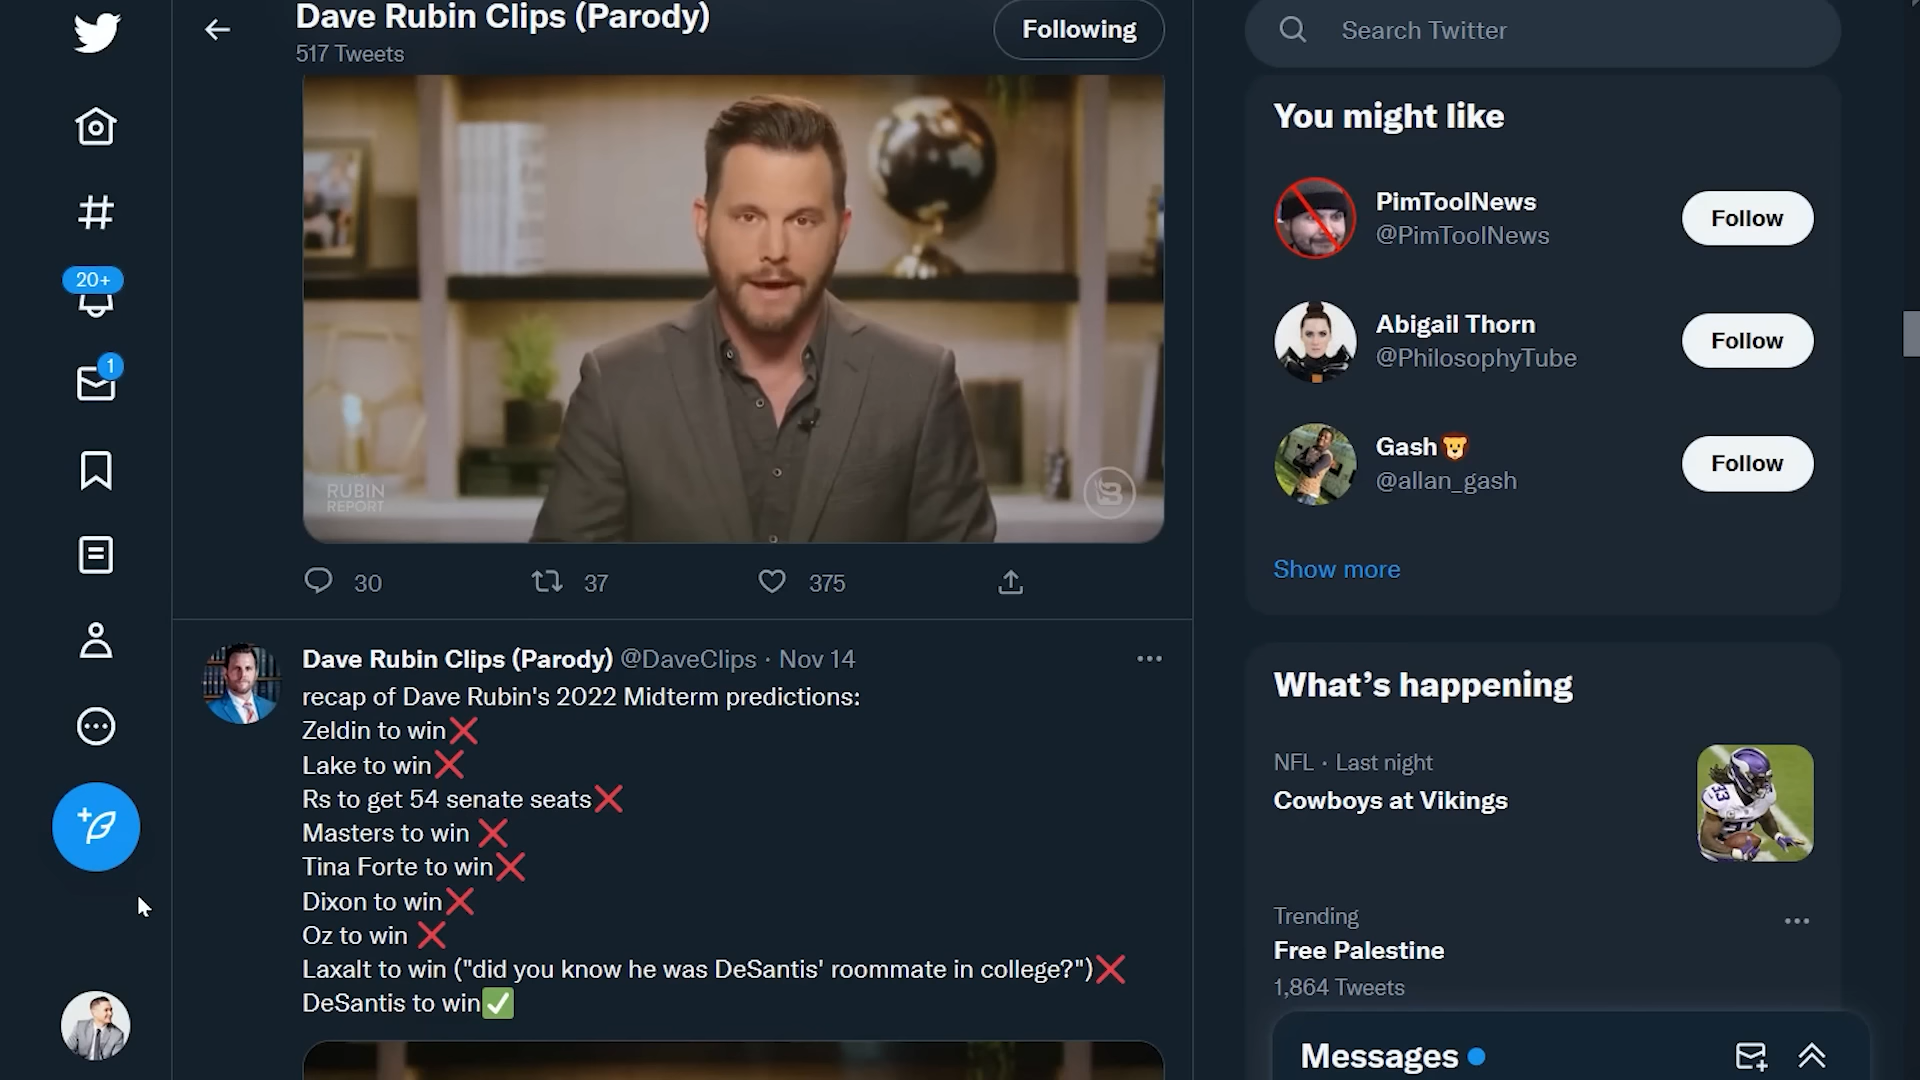 Dave Rubin Clips (Parody)
517 Tweets
Following
Search Twitter
20+
1
RUBIN
REPORT
B
30
37
375
Dave Rubin Clips (Parody) @DaveClips · Nov 14
recap of Dave Rubin's 2022 Midterm predictions:
Zeldin to win❌
Lake to win❌
Rs to get 54 senate seats❌
Masters to win ❌
Tina Forte to win❌
Dixon to win❌
Oz to win ❌
Laxalt to win ("did you know he was DeSantis' roommate in college?")❌
DeSantis to win✅
You might like
PimToolNews
@PimToolNews
Follow
Abigail Thorn
@PhilosophyTube
Follow
Gash🦁
@allan_gash
Follow
Show more
What's happening
NFL · Last night
Cowboys at Vikings
33
Trending
Free Palestine
1,864 Tweets
Messages